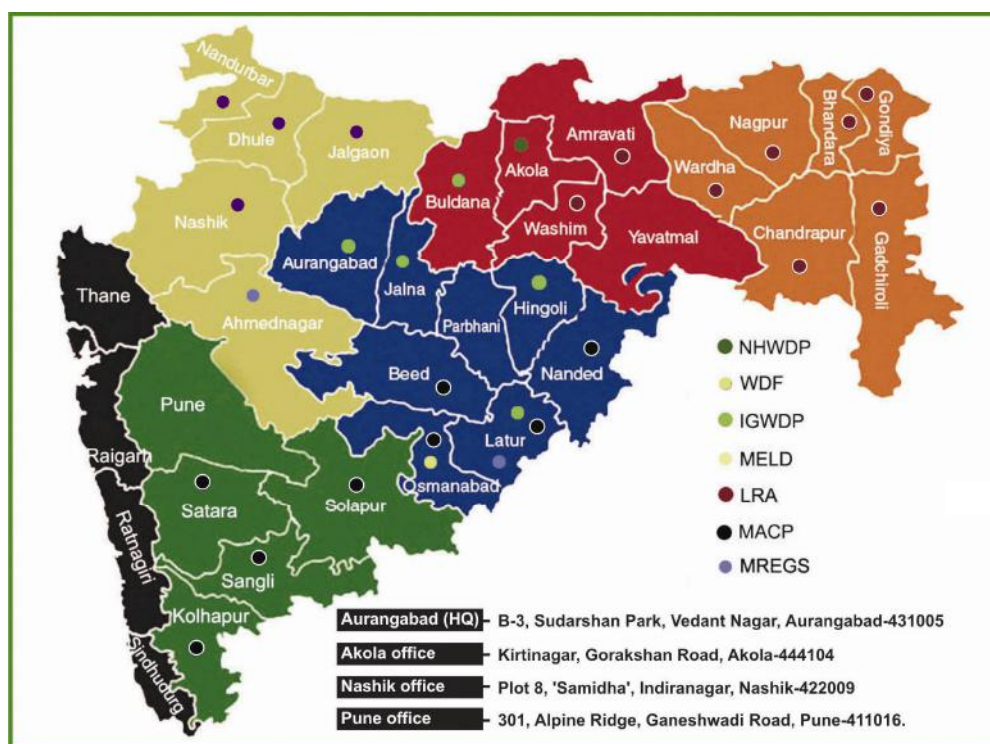 Nandurbar
Dhule
Jalgaon
Nashik
Ahmednagar
Buldana
Akola
Amravati
Washim
Yavatmal
Wardha
Nagpur
Bhandara
Gondiya
Chandrapur
Gadchiroli
Aurangabad
Jalna
Parbhani
Hingoli
Nanded
Beed
Latur
Osmanabad
Thane
Raigarh
Ratnagiri
Sindhudurg
Pune
Satara
Solapur
Sangli
Kolhapur
NHWDP
WDF
IGWDP
MELD
LRA
MACP
MREGS
Aurangabad (HQ) - B-3, Sudarshan Park, Vedant Nagar, Aurangabad-431005
Akola office - Kirtinagar, Gorakshan Road, Akola-444104
Nashik office - Plot 8, 'Samidha', Indiranagar, Nashik-422009
Pune office - 301, Alpine Ridge, Ganeshwadi Road, Pune-411016.